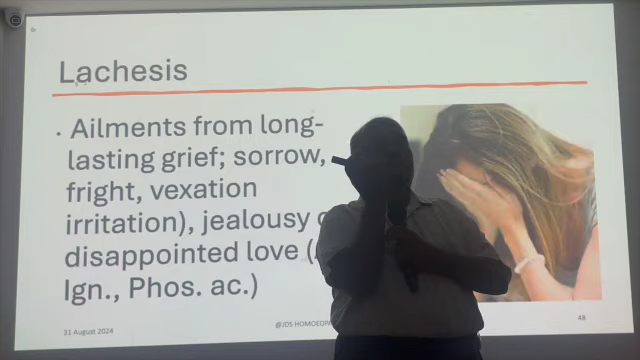 Lachesis
• Ailments from long-
lasting grief; sorrow,
fright, vexation
irritation), jealousy
disappointed love (
Ign., Phos. ac.)
31 August 2024
@JDS
48